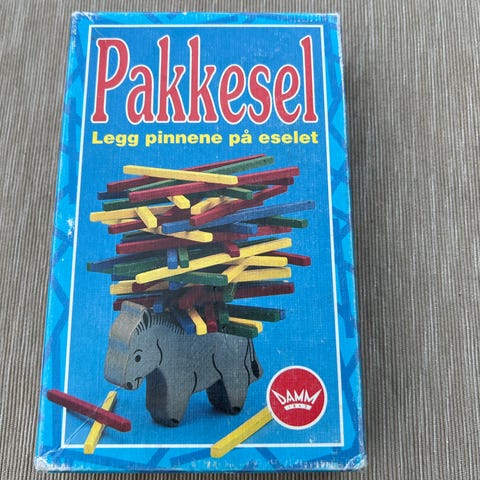 Pakkesel
Legg pinnene på eselet
DAMM